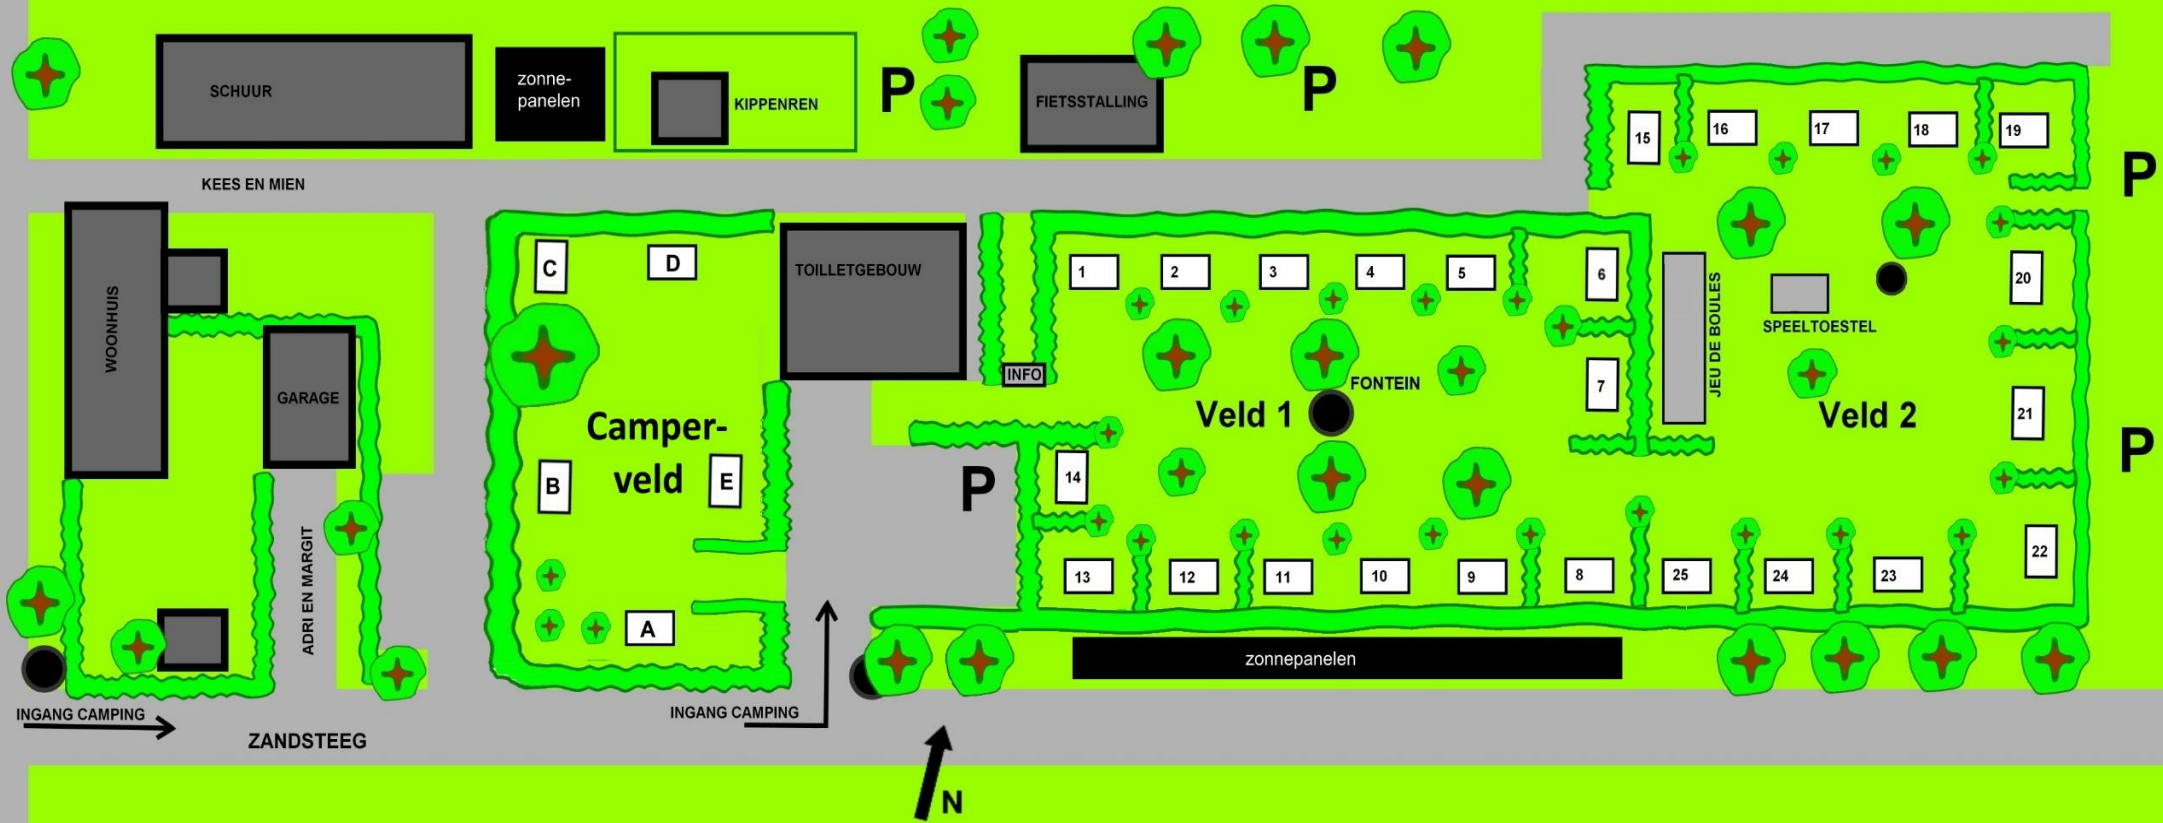 SCHUUR
zonne-
panelen
KIPPENREN
P
FIETSSTALLING
P
KEES EN MIEN
15
16
17
18
19
P
WOONHUIS
GARAGE
ADRI EN MARGIT
C
D
TOILLETGEBOUW
Camper-
veld
B
E
A
INFO
1
2
3
4
5
6
7
FONTEIN
Veld 1
JEU DE BOULES
SPEELTOESTEL
Veld 2
20
21
22
P
P
14
13
12
11
10
9
8
25
24
23
zonnepanelen
INGANG CAMPING
INGANG CAMPING
ZANDSTEEG
N